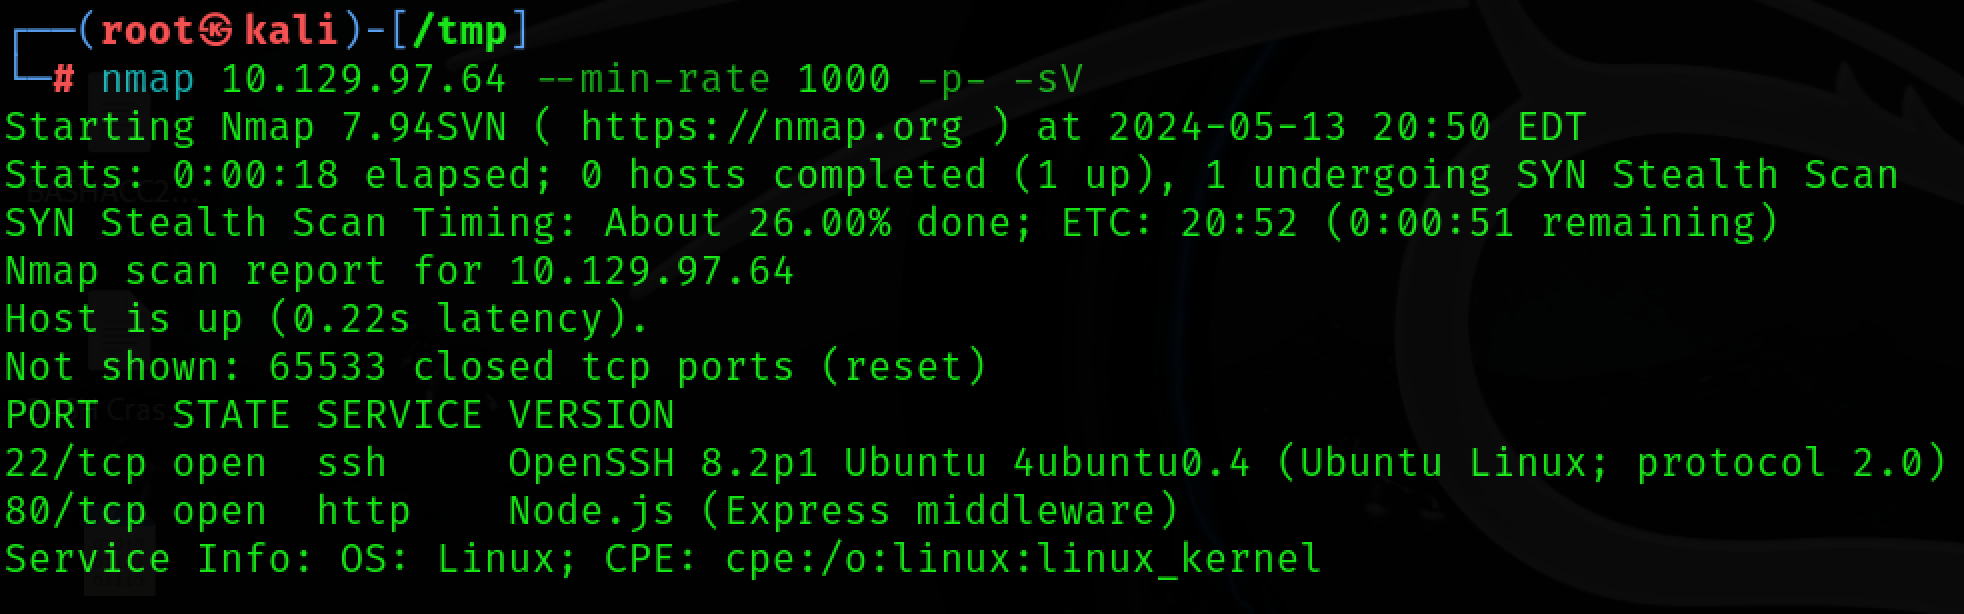 ┌──(root㉿kali)-[/tmp]
└─# nmap 10.129.97.64 --min-rate 1000 -p- -sV
Starting Nmap 7.94SVN ( https://nmap.org ) at 2024-05-13 20:50 EDT
Stats: 0:00:18 elapsed; 0 hosts completed (1 up), 1 undergoing SYN Stealth Scan
SYN Stealth Scan Timing: About 26.00% done; ETC: 20:52 (0:00:51 remaining)
Nmap scan report for 10.129.97.64
Host is up (0.22s latency).
Not shown: 65533 closed tcp ports (reset)
PORT   STATE SERVICE VERSION
22/tcp open  ssh     OpenSSH 8.2p1 Ubuntu 4ubuntu0.4 (Ubuntu Linux; protocol 2.0)
80/tcp open  http    Node.js (Express middleware)
Service Info: OS: Linux; CPE: cpe:/o:linux:linux_kernel